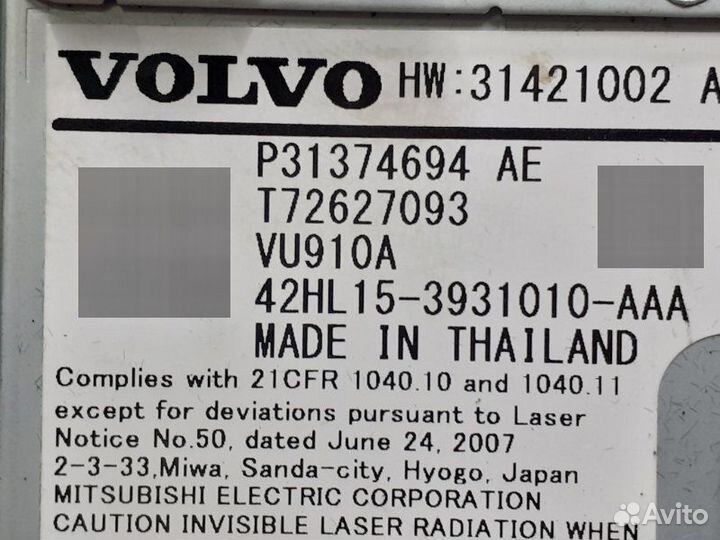 VOLVO HW:31421002 A
P31374694 AE
T72627093
VU910A
42HL15-3931010-AAA
MADE IN THAILAND
Complies with 21CFR 1040.10 and 1040.11
except for deviations pursuant to Laser
Notice No.50, dated June 24, 2007
2-3-33,Miwa, Sanda-city, Hyogo, Japan
MITSUBISHI ELECTRIC CORPORATION
CAUTION INVISIBLE LASER RADIATION WHEN
Avito